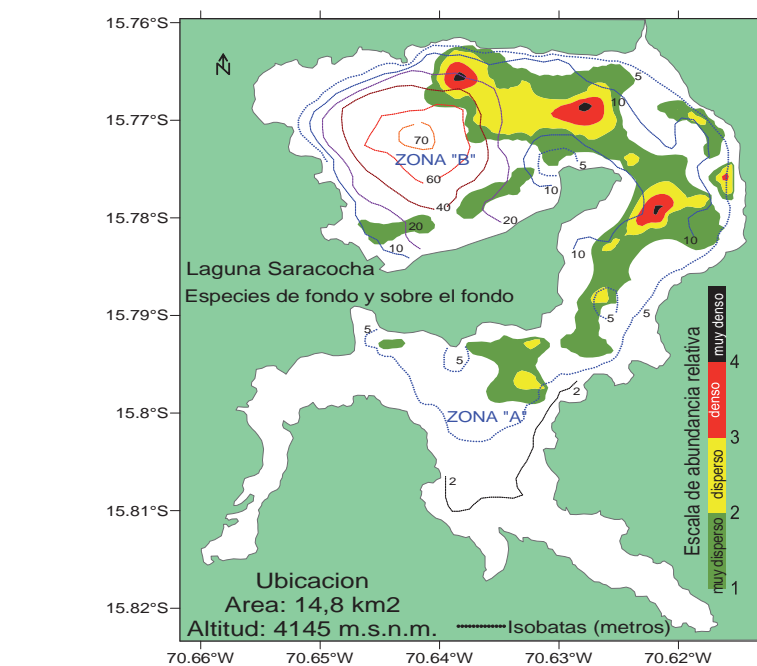 15.76°S
N
5
15.77°S
10
70
ZONA "B"
5
60
10
40
20
15.78°S
20
10
10
10
Laguna Saracocha
Especies de fondo y sobre el fondo
15.79°S
5
5
5
5
2
15.8°S
ZONA "A"
2
15.81°S
Escala de abundancia relativa
muy denso
denso
disperso
muy disperso
4
3
2
1
Ubicacion
Area: 14,8 km2
Altitud: 4145 m.s.n.m.
Isobatas (metros)
15.82°S
70.66°W
70.65°W
70.64°W
70.63°W
70.62°W